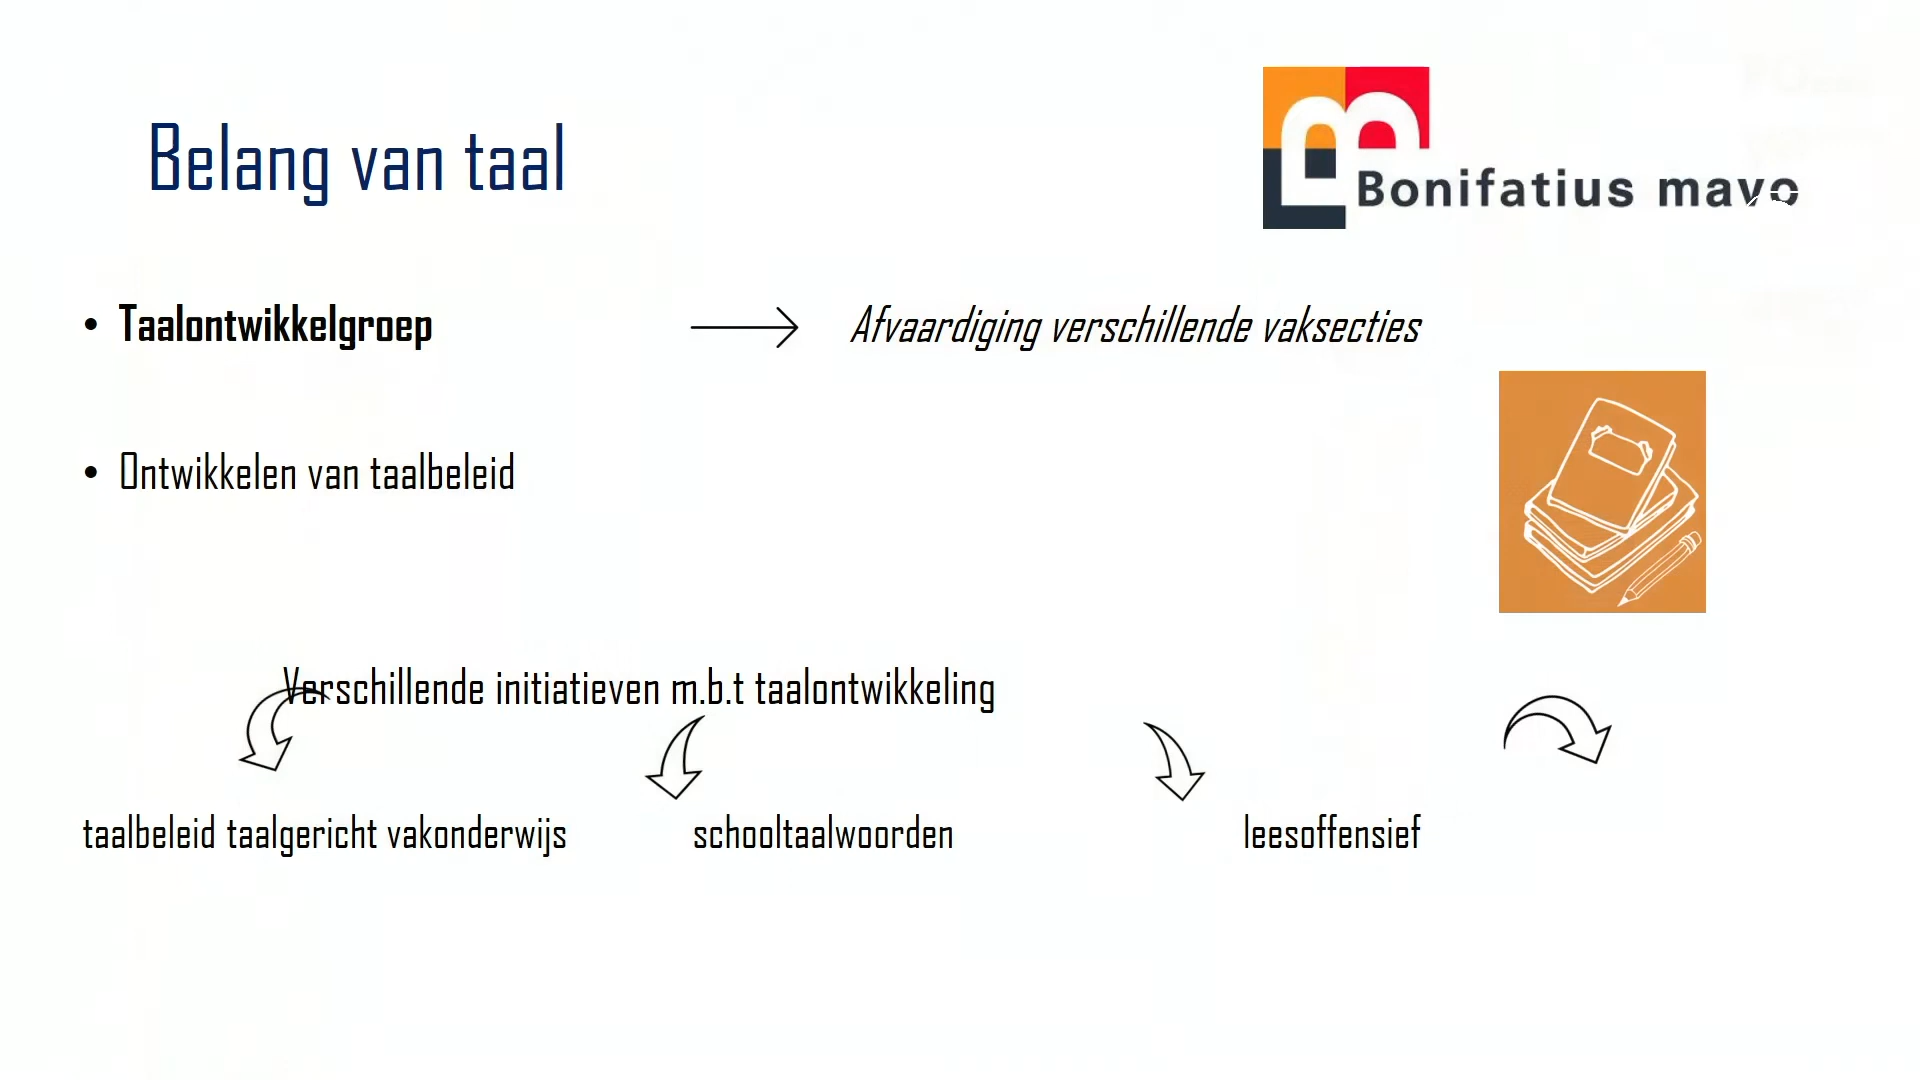 Belang van taal
Bonifatius mavo
• Taalontwikkelgroep
Afvaardiging verschillende vaksecties
• Ontwikkelen van taalbeleid
Verschillende initiatieven m.b.t taalontwikkeling
taalbeleid taalgericht vakonderwijs
schooltaalwoorden
leesoffensief